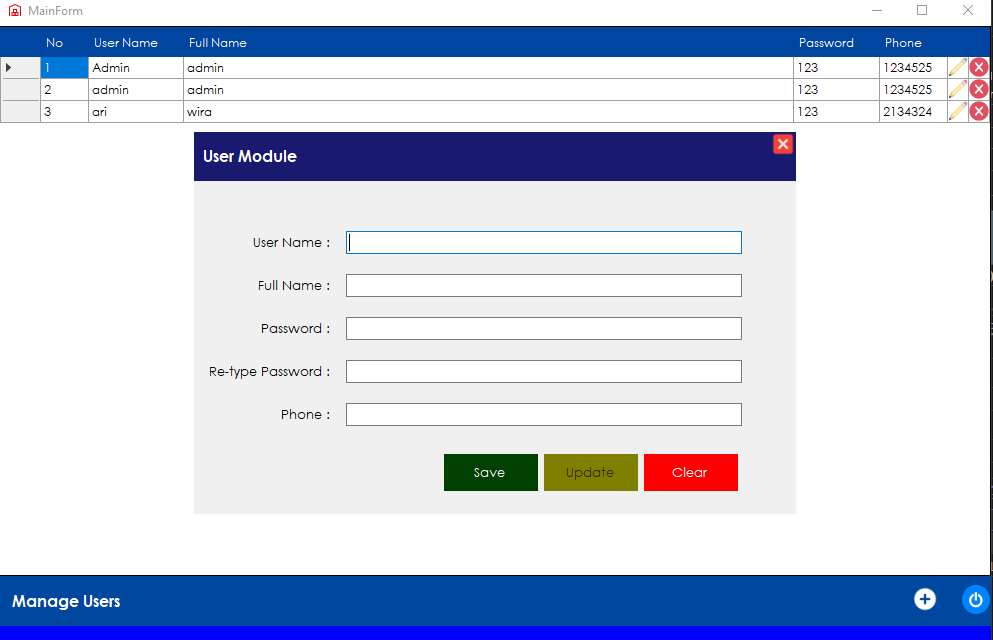 MainForm
No User Name Full Name Password Phone
1 Admin admin 123 1234525
2 admin admin 123 1234525
3 ari wira 123 2134324
User Module
User Name :
Full Name :
Password :
Re-type Password :
Phone :
Save Update Clear
Manage Users